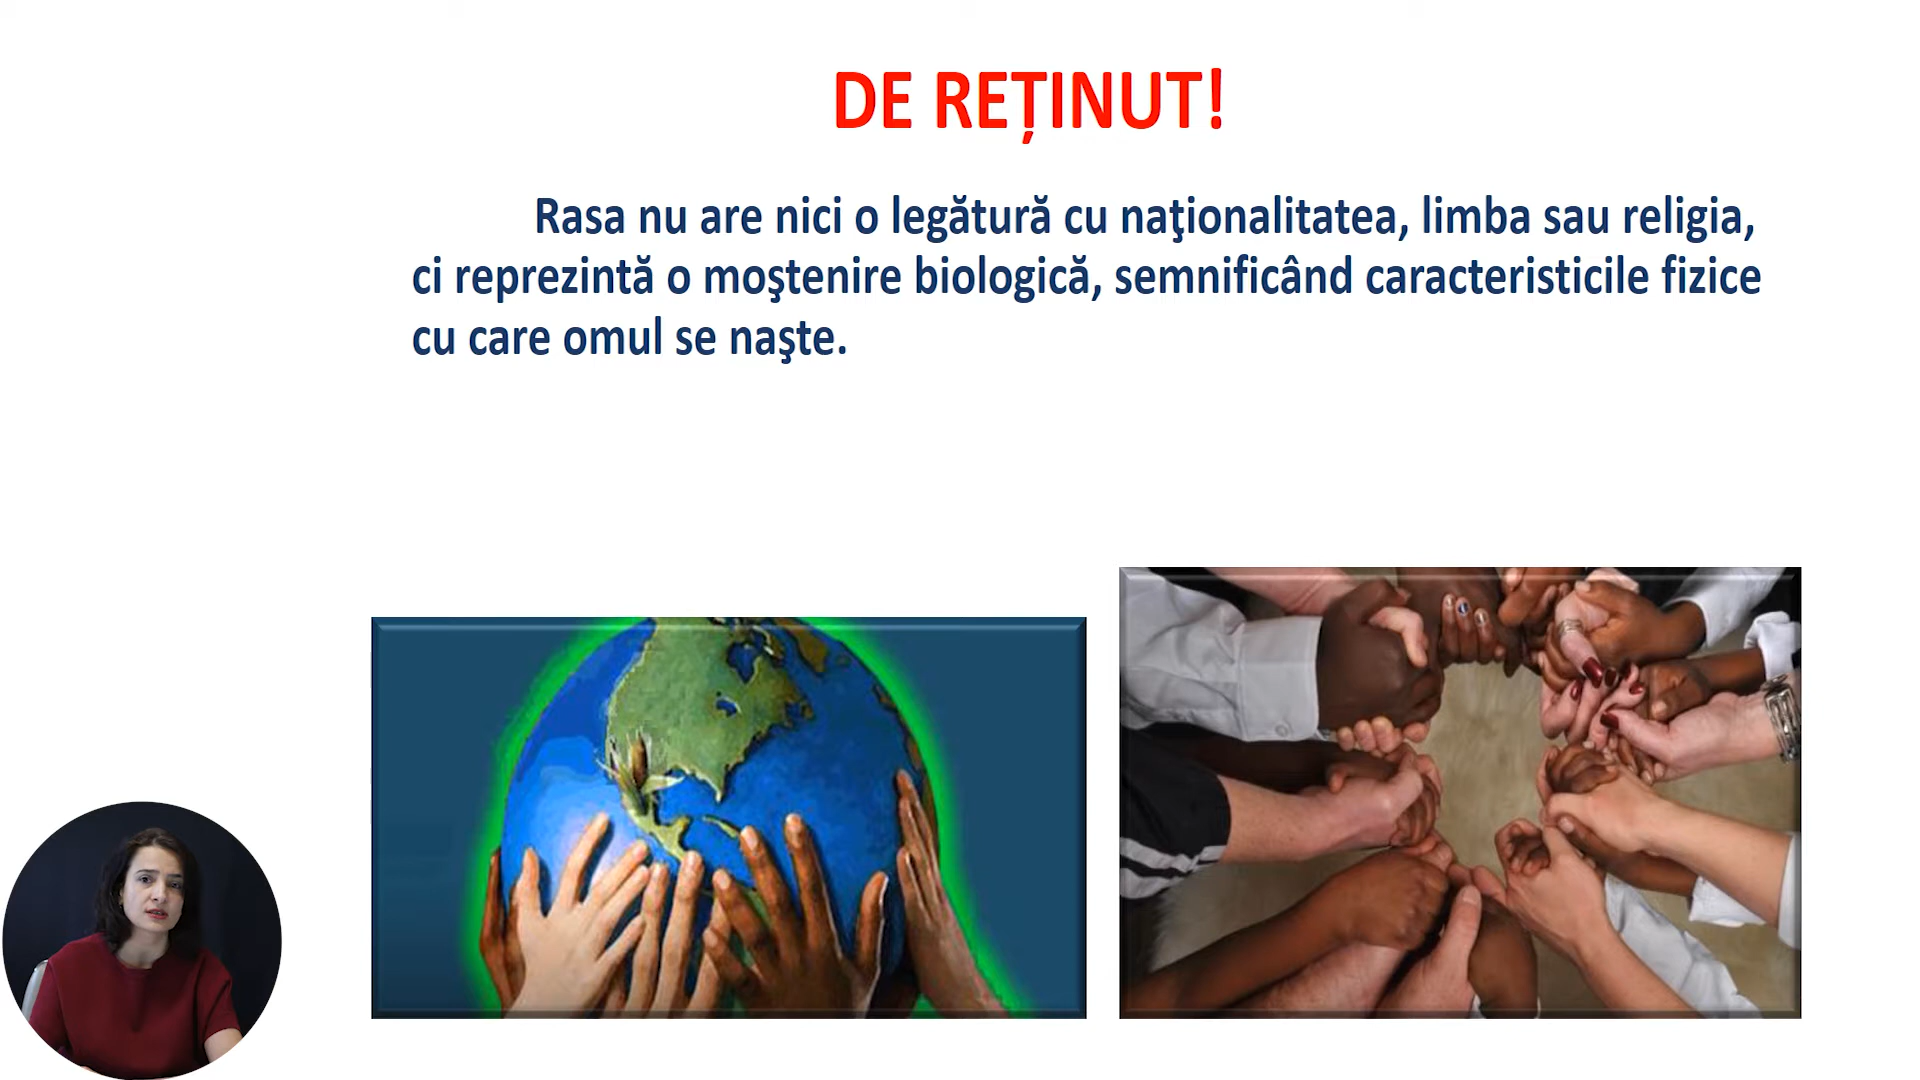 DE REȚINUT!
Rasa nu are nici o legătură cu naţionalitatea, limba sau religia,
ci reprezintă o moştenire biologică, semnificând caracteristicile fizice
cu care omul se naşte.